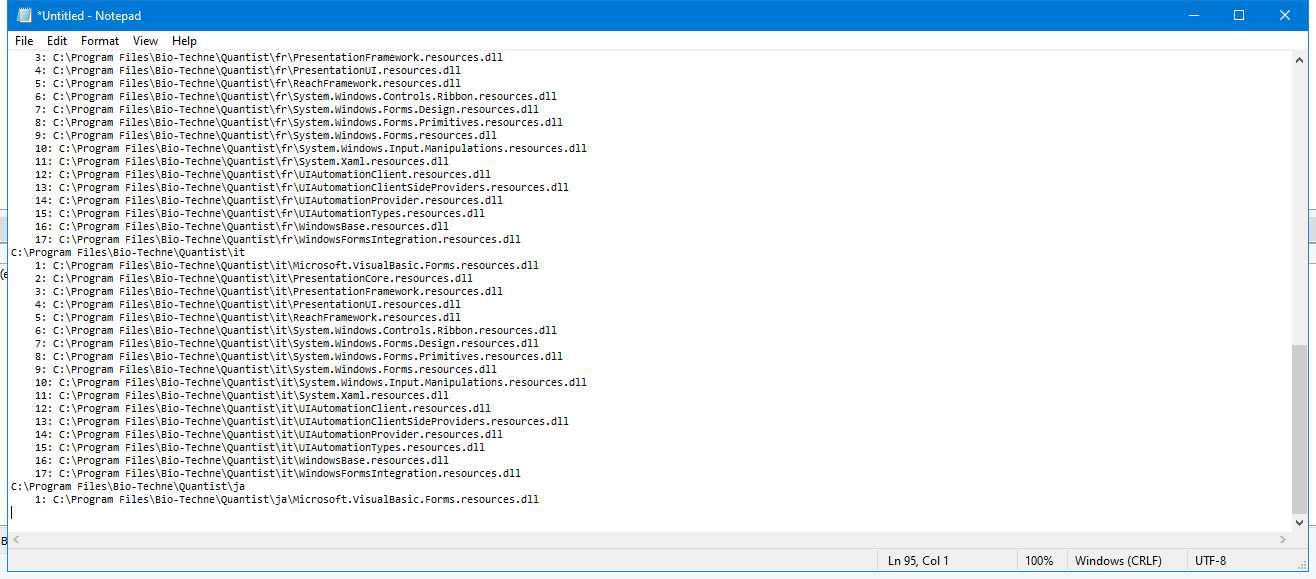 *Untitled - Notepad
File Edit Format View Help
3: C:\Program Files\Bio-Techne\Quantist\fr\PresentationFramework.resources.dll
4: C:\Program Files\Bio-Techne\Quantist\fr\PresentationUI.resources.dll
5: C:\Program Files\Bio-Techne\Quantist\fr\ReachFramework.resources.dll
6: C:\Program Files\Bio-Techne\Quantist\fr\System.Windows.Controls.Ribbon.resources.dll
7: C:\Program Files\Bio-Techne\Quantist\fr\System.Windows.Forms.Design.resources.dll
8: C:\Program Files\Bio-Techne\Quantist\fr\System.Windows.Forms.Primitives.resources.dll
9: C:\Program Files\Bio-Techne\Quantist\fr\System.Windows.Forms.resources.dll
10: C:\Program Files\Bio-Techne\Quantist\fr\System.Windows.Input.Manipulations.resources.dll
11: C:\Program Files\Bio-Techne\Quantist\fr\System.Xaml.resources.dll
12: C:\Program Files\Bio-Techne\Quantist\fr\UIAutomationClient.resources.dll
13: C:\Program Files\Bio-Techne\Quantist\fr\UIAutomationClientSideProviders.resources.dll
14: C:\Program Files\Bio-Techne\Quantist\fr\UIAutomationProvider.resources.dll
15: C:\Program Files\Bio-Techne\Quantist\fr\UIAutomationTypes.resources.dll
16: C:\Program Files\Bio-Techne\Quantist\fr\WindowsBase.resources.dll
17: C:\Program Files\Bio-Techne\Quantist\fr\WindowsFormsIntegration.resources.dll
C:\Program Files\Bio-Techne\Quantist\it
1: C:\Program Files\Bio-Techne\Quantist\it\Microsoft.VisualBasic.Forms.resources.dll
2: C:\Program Files\Bio-Techne\Quantist\it\PresentationCore.resources.dll
3: C:\Program Files\Bio-Techne\Quantist\it\PresentationFramework.resources.dll
4: C:\Program Files\Bio-Techne\Quantist\it\PresentationUI.resources.dll
5: C:\Program Files\Bio-Techne\Quantist\it\ReachFramework.resources.dll
6: C:\Program Files\Bio-Techne\Quantist\it\System.Windows.Controls.Ribbon.resources.dll
7: C:\Program Files\Bio-Techne\Quantist\it\System.Windows.Forms.Design.resources.dll
8: C:\Program Files\Bio-Techne\Quantist\it\System.Windows.Forms.Primitives.resources.dll
9: C:\Program Files\Bio-Techne\Quantist\it\System.Windows.Forms.resources.dll
10: C:\Program Files\Bio-Techne\Quantist\it\System.Windows.Input.Manipulations.resources.dll
11: C:\Program Files\Bio-Techne\Quantist\it\System.Xaml.resources.dll
12: C:\Program Files\Bio-Techne\Quantist\it\UIAutomationClient.resources.dll
13: C:\Program Files\Bio-Techne\Quantist\it\UIAutomationClientSideProviders.resources.dll
14: C:\Program Files\Bio-Techne\Quantist\it\UIAutomationProvider.resources.dll
15: C:\Program Files\Bio-Techne\Quantist\it\UIAutomationTypes.resources.dll
16: C:\Program Files\Bio-Techne\Quantist\it\WindowsBase.resources.dll
17: C:\Program Files\Bio-Techne\Quantist\it\WindowsFormsIntegration.resources.dll
C:\Program Files\Bio-Techne\Quantist\ja
1: C:\Program Files\Bio-Techne\Quantist\ja\Microsoft.VisualBasic.Forms.resources.dll
Ln 95, Col 1 100% Windows (CRLF) UTF-8